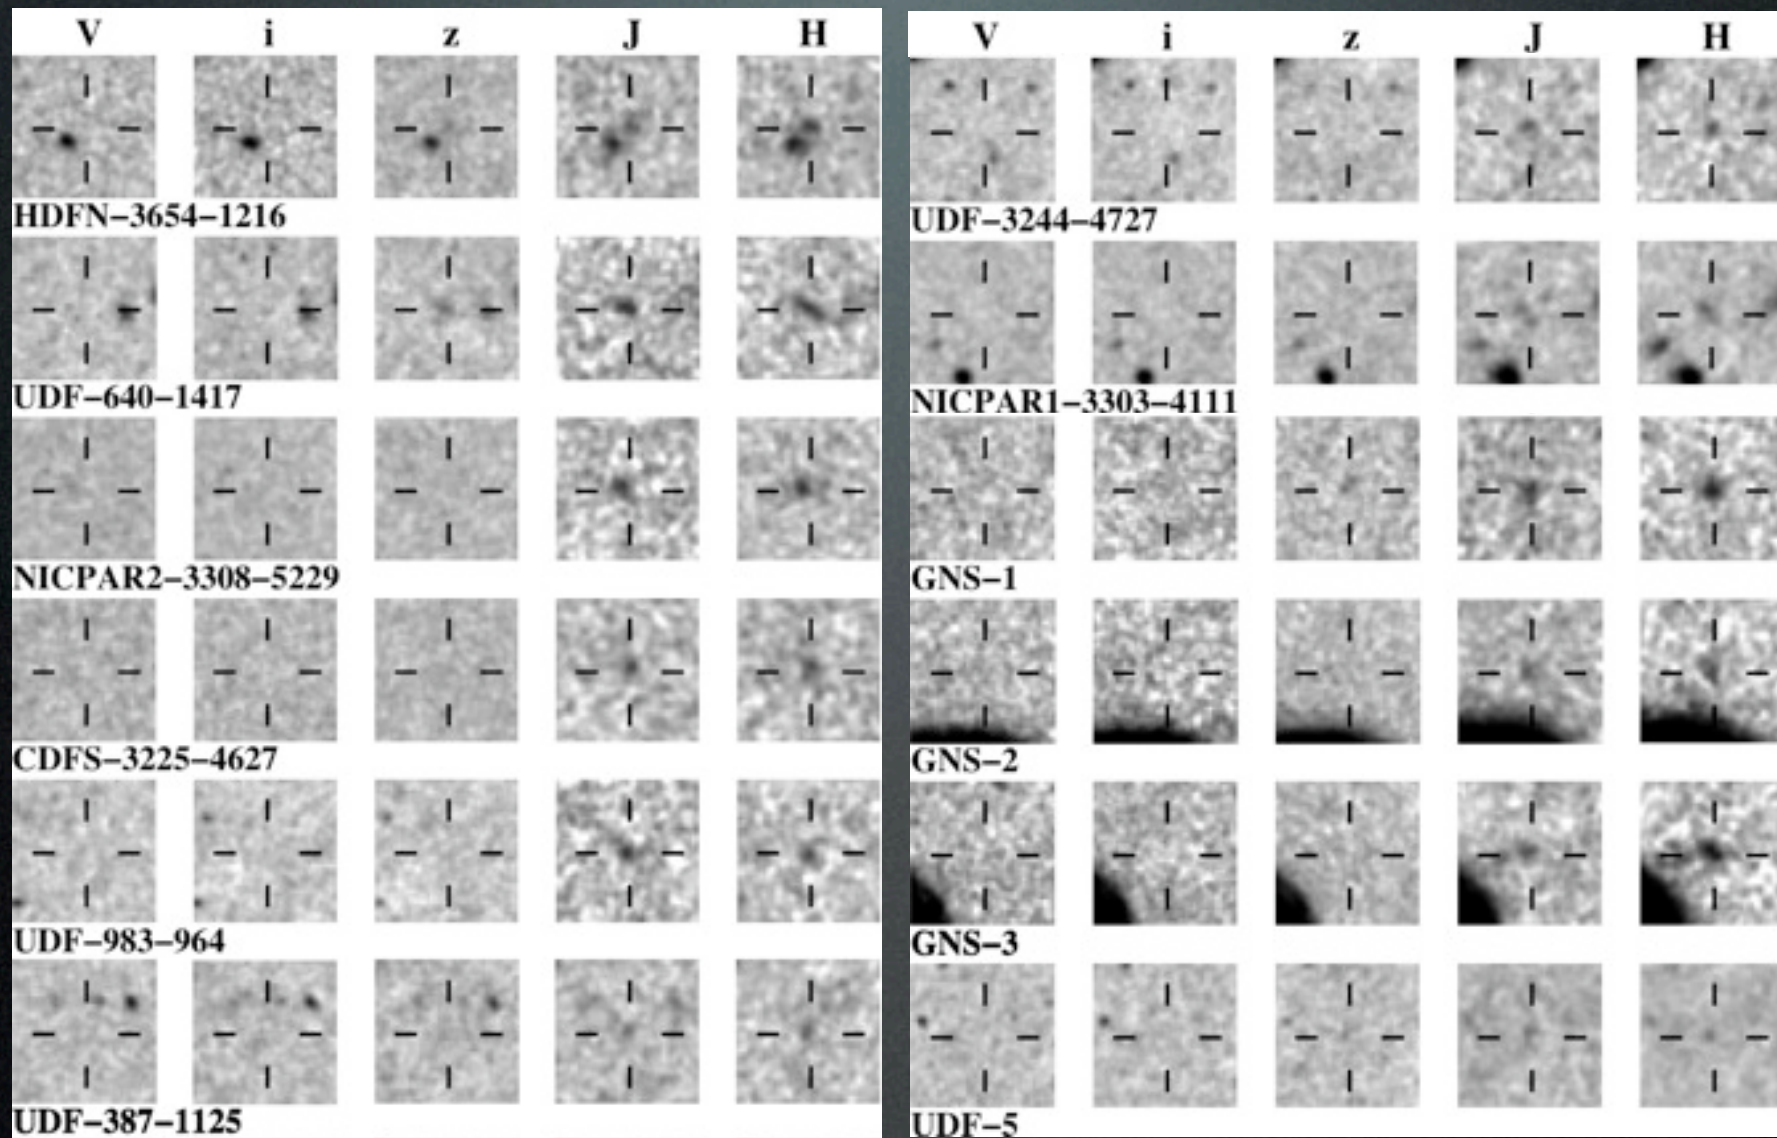 V i z J H
HDFN−3654−1216
UDF−640−1417
NICPAR2−3308−5229
CDFS−3225−4627
UDF−983−964
UDF−387−1125
V i z J H
UDF−3244−4727
NICPAR1−3303−4111
GNS−1
GNS−2
GNS−3
UDF−5